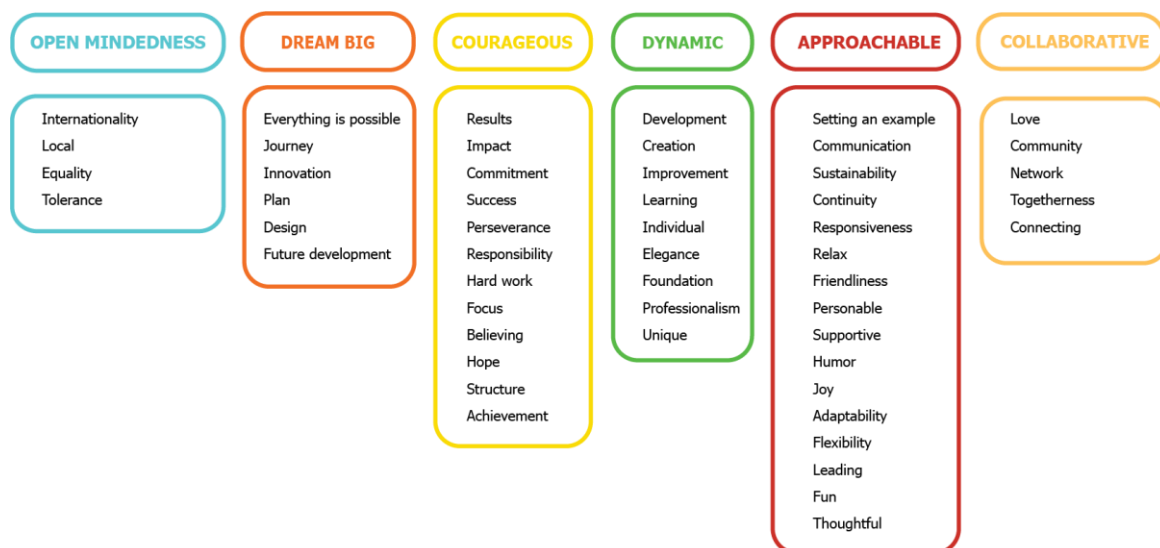 OPEN MINDEDNESS
Internationality
Local
Equality
Tolerance
DREAM BIG
Everything is possible
Journey
Innovation
Plan
Design
Future development
COURAGEOUS
Results
Impact
Commitment
Success
Perseverance
Responsibility
Hard work
Focus
Believing
Hope
Structure
Achievement
DYNAMIC
Development
Creation
Improvement
Learning
Individual
Elegance
Foundation
Professionalism
Unique
APPROACHABLE
Setting an example
Communication
Sustainability
Continuity
Responsiveness
Relax
Friendliness
Personable
Supportive
Humor
Joy
Adaptability
Flexibility
Leading
Fun
Thoughtful
COLLABORATIVE
Love
Community
Network
Togetherness
Connecting